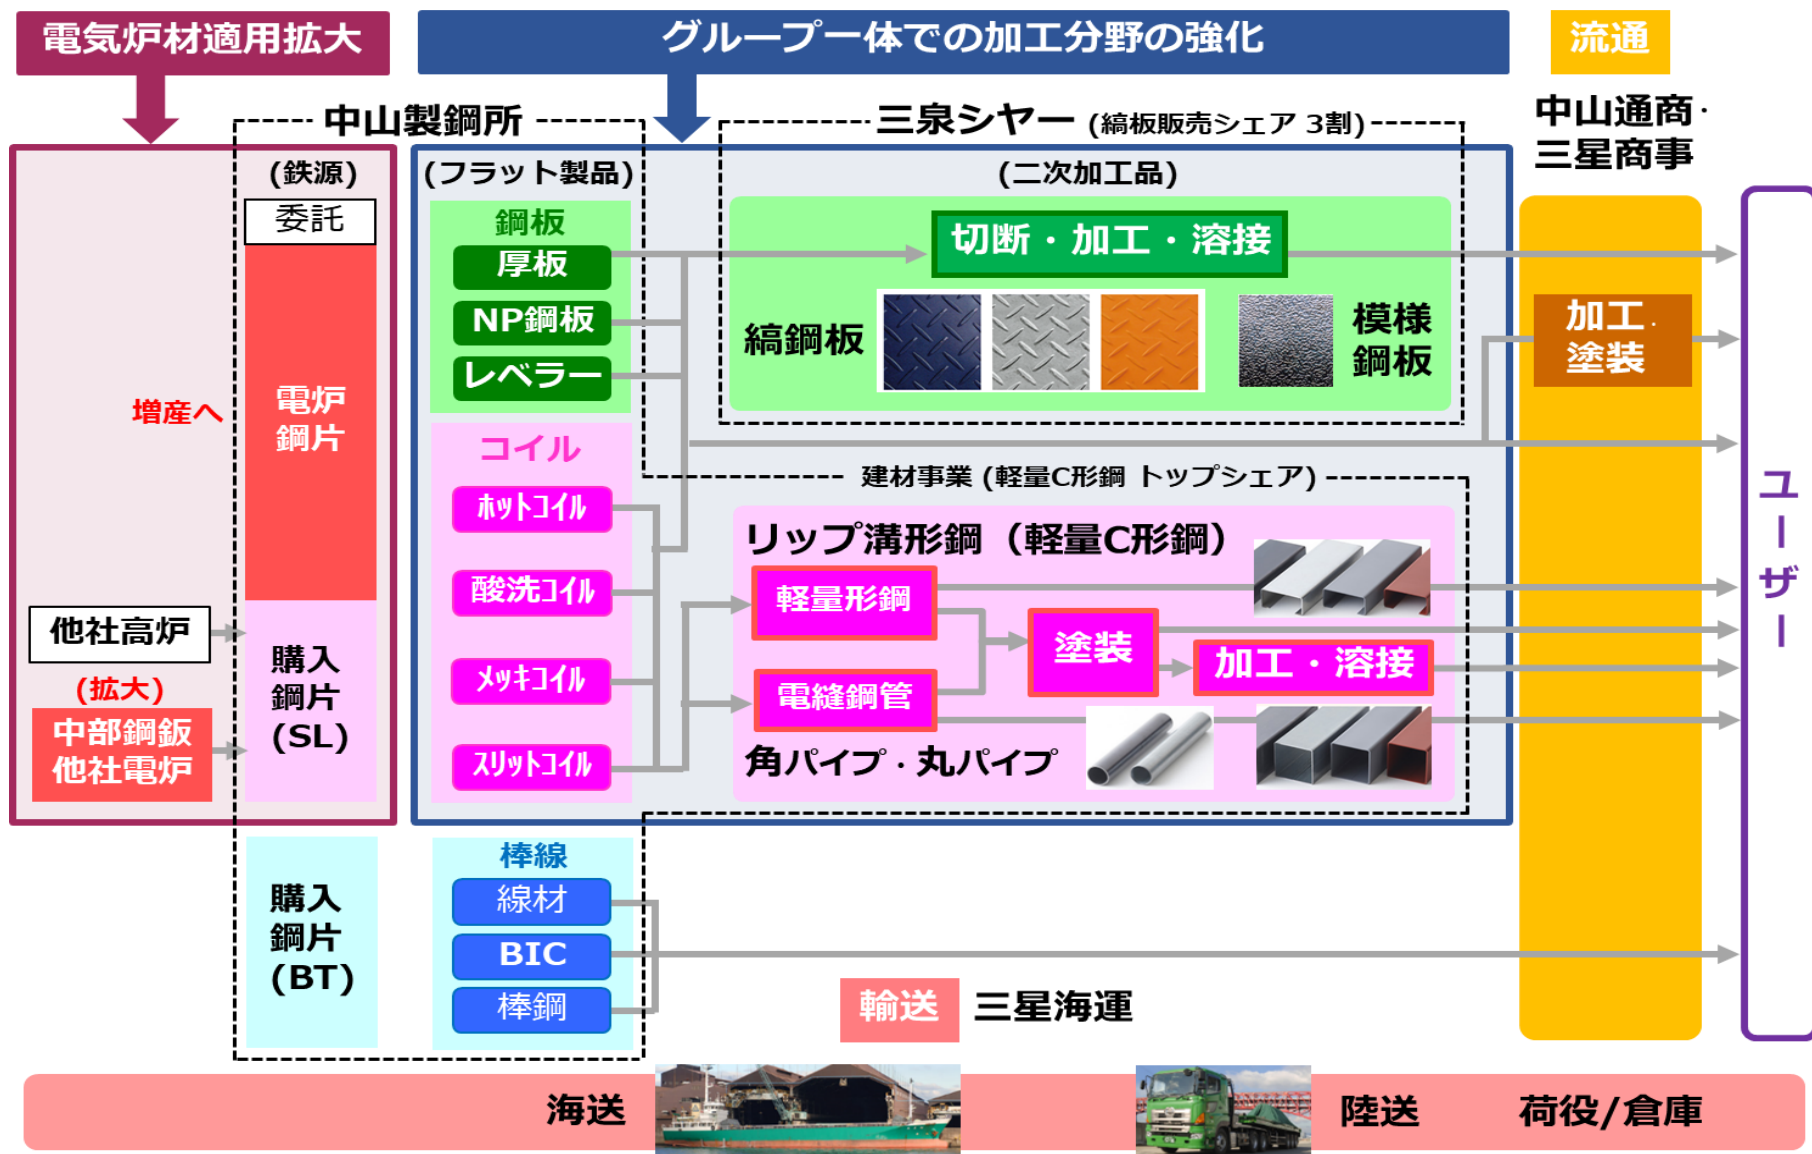 電気炉材適用拡大
グループ一体での加工分野の強化
流通
中山製鋼所
三泉シヤー (縞板販売シェア 3割)
中山通商・
三星商事
(鉄源)
(フラット製品)
(二次加工品)
委託
電炉
鋼片
増産へ
他社高炉
(拡大)
中部鋼鈑
他社電炉
購入
鋼片
(SL)
購入
鋼片
(BT)
鋼板
厚板
NP鋼板
レベラー
コイル
ホットコイル
酸洗コイル
メッキコイル
スリットコイル
棒線
線材
BIC
棒鋼
切断・加工・溶接
縞鋼板
模様
鋼板
建材事業 (軽量C形鋼 トップシェア)
リップ溝形鋼（軽量C形鋼）
軽量形鋼
電縫鋼管
塗装
加工・溶接
角パイプ・丸パイプ
加工・
塗装
ユーザー
輸送
三星海運
海送
陸送
荷役/倉庫